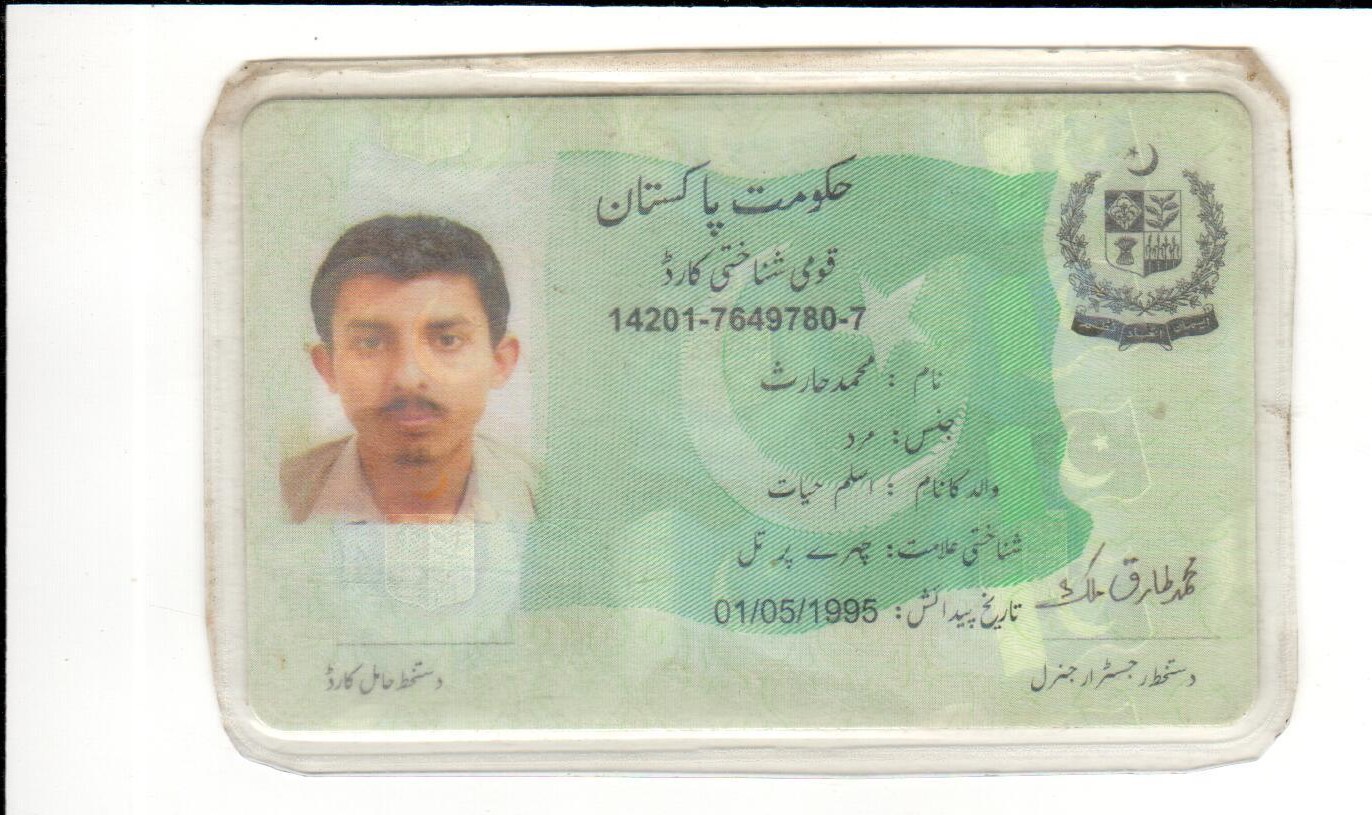 حکومت پاکستان
قومی شناختی کارڈ
14201-7649780-7
نام : محمد حارث
جنس: مرد
والد کا نام : اسلم حیات
شناختی علامت: چہرے پر تل
تاریخ پیدائش: 01/05/1995
محمد طارق ملک
دستخط حامل کارڈ
دستخط رجسٹرار جنرل